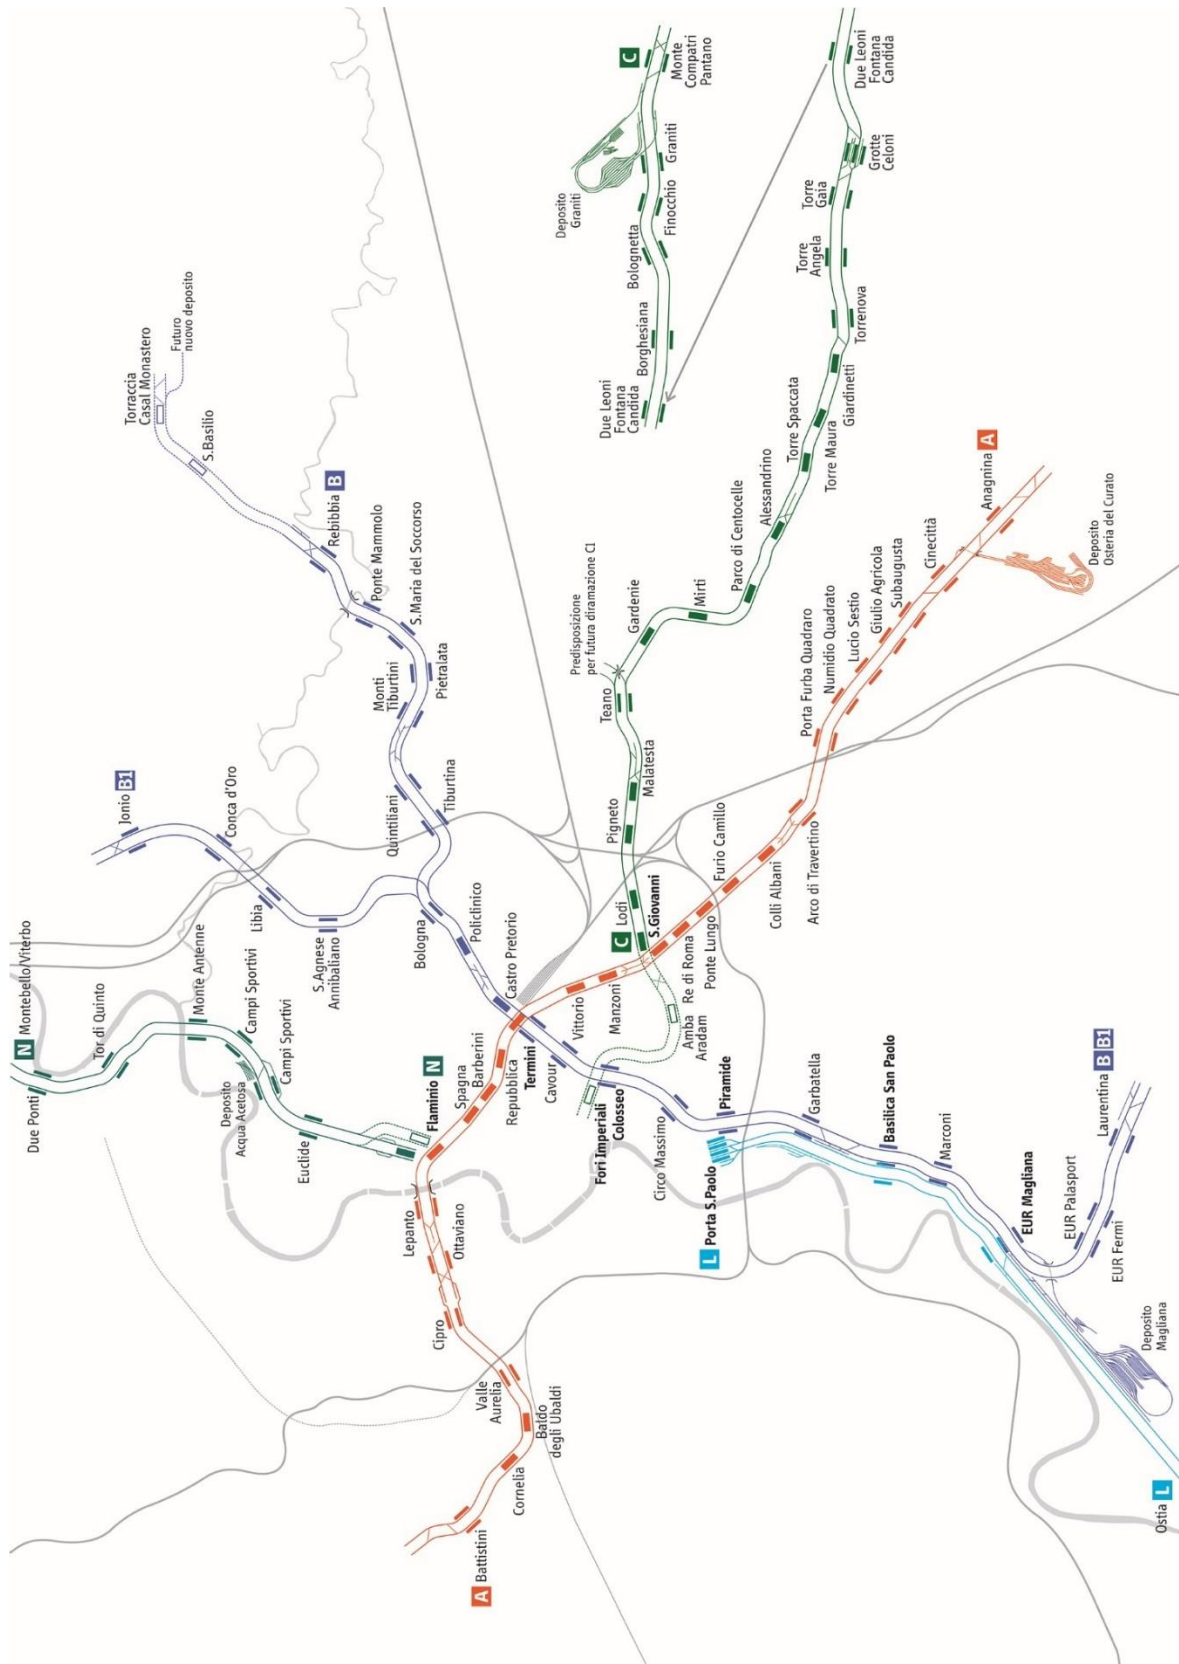 C
Monte
Compatri
Pantano
Graniti
Finocchio
Bolognetta
Borghesiana
Due Leoni
Fontana
Candida
Deposito
Graniti
Due Leoni
Fontana
Candida
Grotte
Celoni
Torre
Gaia
Torre
Angela
Torrenova
Giardinetti
Torre Maura
Torre Spaccata
Alessandrino
Parco di Centocelle
Mirti
Gardenie
Predisposizione
per futura diramazione C1
Teano
Malatesta
Pigneto
Lodi
C
S.Giovanni
Amba
Aradam
Fori Imperiali
Colosseo
Torraccia
Casal Monastero
Futuro
nuovo deposito
S.Basilio
Rebibbia B
Ponte Mammolo
S.Maria del Soccorso
Pietralata
Monti
Tiburtini
Quintiliani
Tiburtina
Jonio B1
Conca d'Oro
Libia
S.Agnese
Annibaliano
Bologna
Policlinico
Castro Pretorio
Termini
Cavour
Circo Massimo
Piramide
Garbatella
Basilica San Paolo
Marconi
EUR Magliana
EUR Palasport
EUR Fermi
Laurentina B B1
Deposito
Magliana
N Montebello/Viterbo
Due Ponti
Tor di Quinto
Monte Antenne
Campi Sportivi
Campi Sportivi
Deposito
Acqua Acetosa
Euclide
Flaminio N
A Battistini
Cornelia
Baldo
degli Ubaldi
Valle
Aurelia
Cipro
Ottaviano
Lepanto
Spagna
Barberini
Repubblica
Vittorio
Manzoni
Re di Roma
Ponte Lungo
Furio Camillo
Colli Albani
Arco di Travertino
Porta Furba Quadraro
Numidio Quadrato
Lucio Sestio
Giulio Agricola
Subaugusta
Cinecittà
Anagnina A
Deposito
Osteria del Curato
L Porta S.Paolo
Ostia L